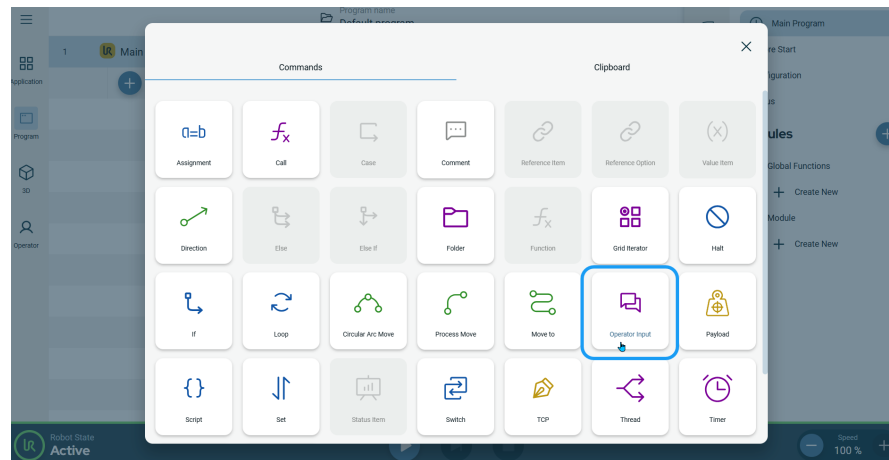 Program name
Default program
Main Program
1 Main
Commands
Clipboard
Application
Program
3D
Operator
Assignment
Call
Case
Comment
Reference Item
Reference Option
Value Item
Direction
Else
Else If
Folder
Function
Grid Iterator
Halt
If
Loop
Circular Arc Move
Process Move
Move to
Operator Input
Payload
Script
Set
Status Item
Switch
TCP
Thread
Timer
re Start
iguration
us
ules
Global Functions
Create New
Module
Create New
Robot State
Active
Speed
100 %